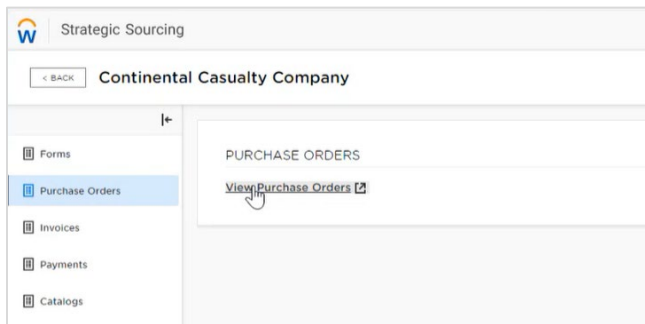 Strategic Sourcing
< BACK
Continental Casualty Company
Forms
Purchase Orders
Invoices
Payments
Catalogs
PURCHASE ORDERS
View Purchase Orders